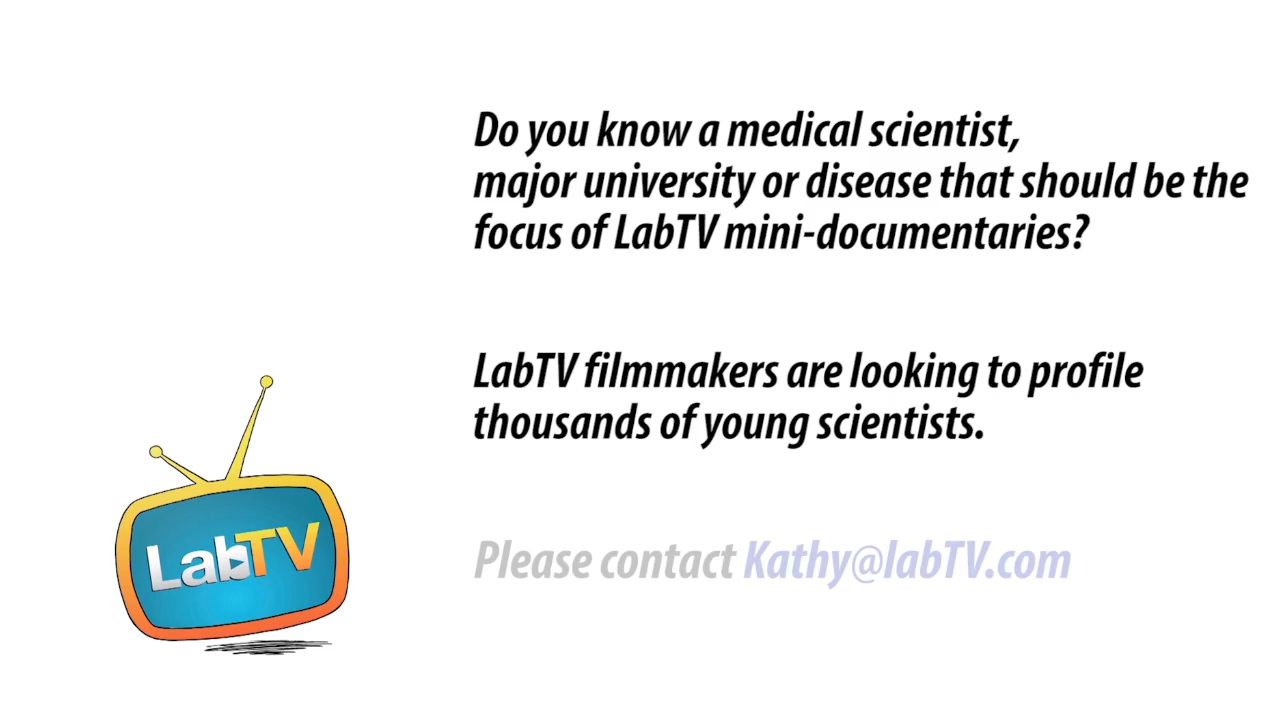 Do you know a medical scientist,
major university or disease that should be the
focus of LabTV mini-documentaries?
LabTV filmmakers are looking to profile
thousands of young scientists.
Please contact Kathy@labTV.com
LabTV